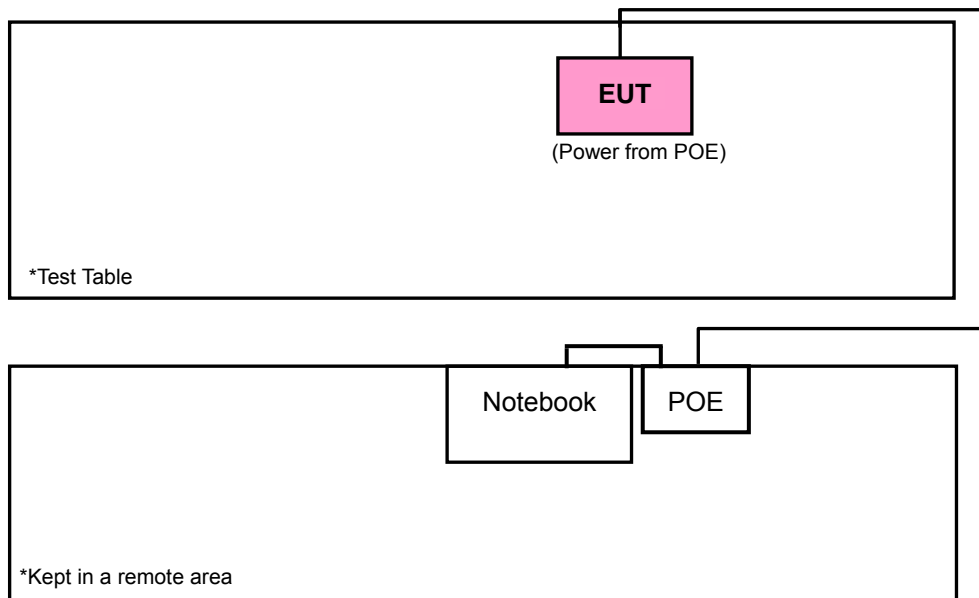 EUT
(Power from POE)
*Test Table
Notebook
POE
*Kept in a remote area